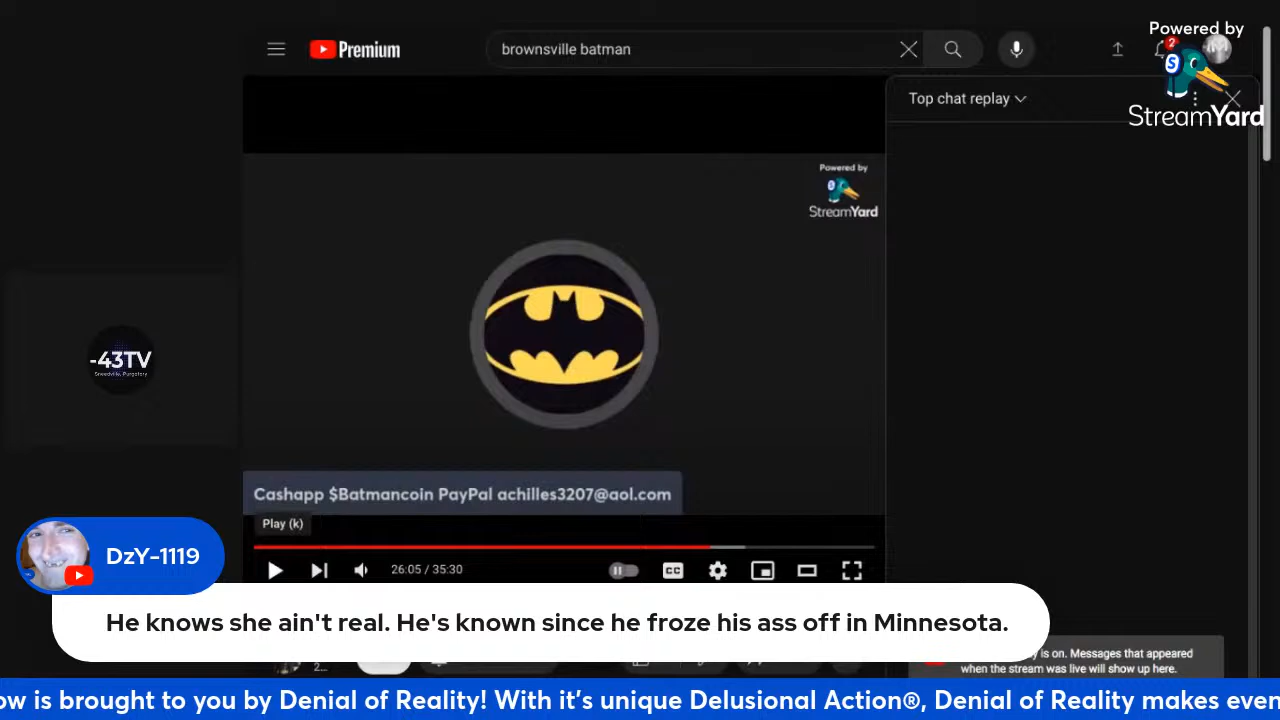 Powered by
StreamYard
Premium
brownsville batman
2
Top chat replay
Powered by
StreamYard
-43TV
Cashapp $Batmancoin PayPal achilles3207@aol.com
Play (k)
26:05 / 35:30
CC
DzY-1119
He knows she ain't real. He's known since he froze his ass off in Minnesota.
is on. Messages that appeared
when the stream was live will show up here.
ow is brought to you by Denial of Reality! With it’s unique Delusional Action®, Denial of Reality makes even